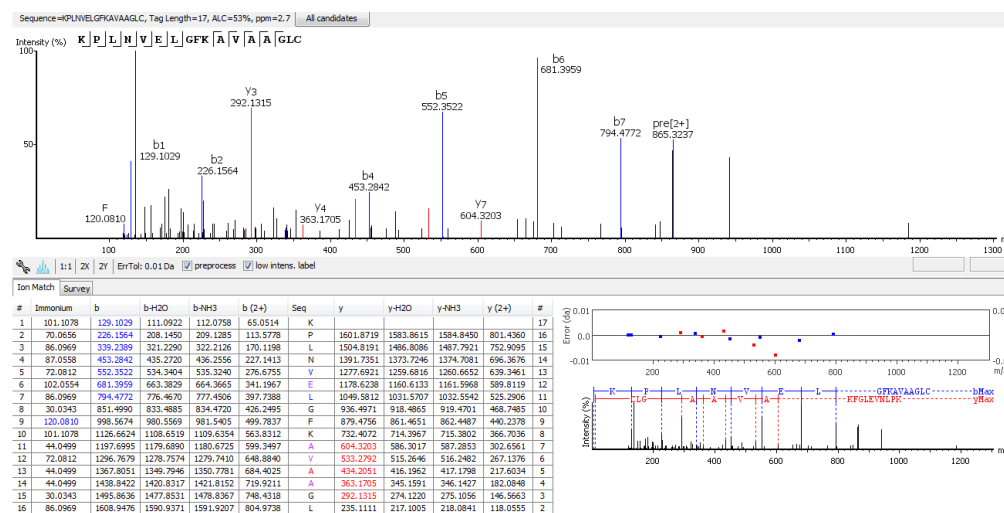 Sequence=KPLNVELGFKAVAAGLC, Tag Length=17, ALC=53%, ppm=2.7 All candidates
Intensity (%) K P L N V E L GFK A V A A GLC
100
50
F
120.0810
b1
129.1029
b2
226.1564
y3
292.1315
y4
363.1705
b4
453.2842
b5
552.3522
y7
604.3203
b6
681.3959
b7
794.4772
pre[2+]
865.3237
100 200 300 400 500 600 700 800 900 1000 1100 1200 1300 m
1:1 2X 2Y ErrTol: 0.01 Da preprocess low intens. label
Ion Match Survey
# Immonium b b-H2O b-NH3 b (2+) Seq y y-H2O y-NH3 y (2+) #
1 101.1078 129.1029 111.0922 112.0758 65.0514 K 17
2 70.0656 226.1564 208.1450 209.1285 113.5778 P 1601.8719 1583.8615 1584.8450 801.4360 16
3 86.0969 339.2389 321.2290 322.2126 170.1198 L 1504.8191 1486.8086 1487.7921 752.9095 15
4 87.0558 453.2842 435.2720 436.2556 227.1413 N 1391.7351 1373.7246 1374.7081 696.3676 14
5 72.0812 552.3522 534.3404 535.3240 276.6755 V 1277.6921 1259.6816 1260.6652 639.3461 13
6 102.0554 681.3959 663.3829 664.3665 341.1967 E 1178.6238 1160.6133 1161.5968 589.8119 12
7 86.0969 794.4772 776.4670 777.4506 397.7388 L 1049.5812 1031.5707 1032.5542 525.2906 11
8 30.0343 851.4990 833.4885 834.4720 426.2495 G 936.4971 918.4865 919.4701 468.7485 10
9 120.0810 998.5674 980.5569 981.5405 499.7837 F 879.4756 861.4651 862.4487 440.2378 9
10 101.1078 1126.6624 1108.6519 1109.6354 563.8312 K 732.4072 714.3967 715.3802 366.7036 8
11 44.0499 1197.6995 1179.6890 1180.6725 599.3497 A 604.3203 586.3017 587.2853 302.6561 7
12 72.0812 1296.7679 1278.7574 1279.7410 648.8840 V 533.2792 515.2646 516.2482 267.1376 6
13 44.0499 1367.8051 1349.7946 1350.7781 684.4025 A 434.2051 416.1962 417.1798 217.6034 5
14 44.0499 1438.8422 1420.8317 1421.8152 719.9211 A 363.1705 345.1591 346.1427 182.0848 4
15 30.0343 1495.8636 1477.8531 1478.8367 748.4318 G 292.1315 274.1220 275.1056 146.5663 3
16 86.0969 1608.9476 1590.9371 1591.9207 804.9738 L 235.1111 217.1005 218.0841 118.0555 2
Error (da)
0.01
0.00
-0.01
200 400 600 800 1000 1200 m/
K P L N V E L GFKAVAAGLC bMax
CLG A A V A KFGLEVNLPK yMax
Intensity (%)
200 400 600 800 1000 1200 m